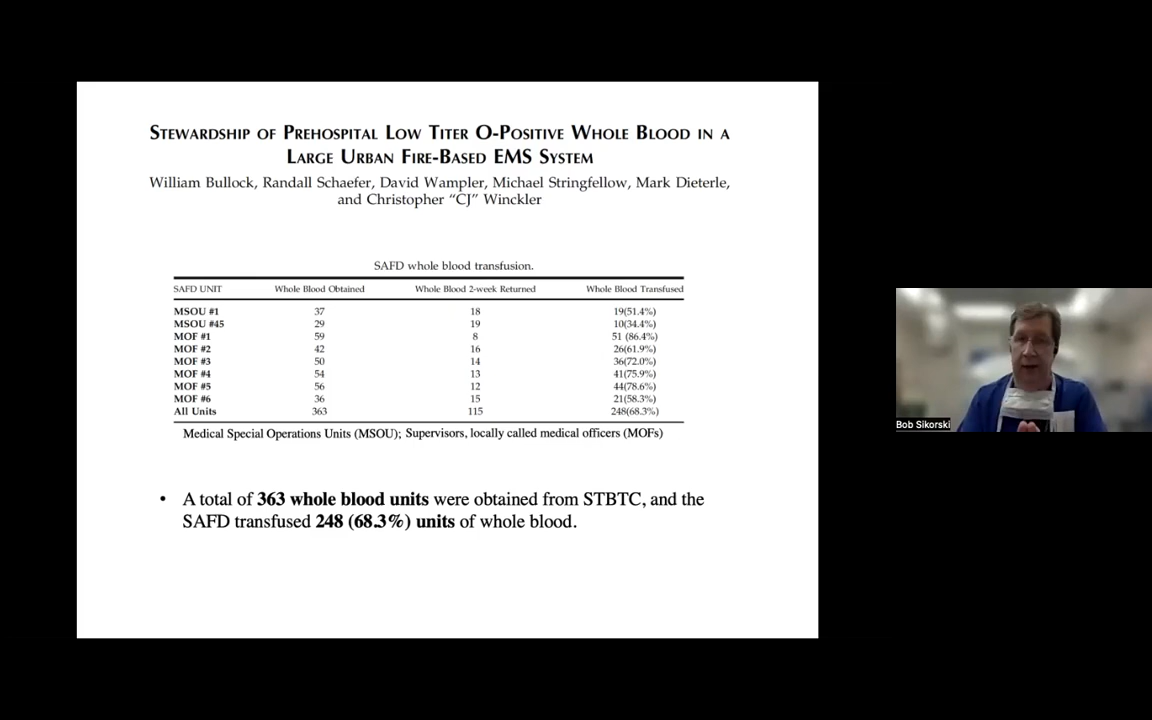 STEWARDSHIP OF PREHOSPITAL LOW TITER O-POSITIVE WHOLE BLOOD IN A
LARGE URBAN FIRE-BASED EMS SYSTEM
William Bullock, Randall Schaefer, David Wampler, Michael Stringfellow, Mark Dieterle,
and Christopher “CJ” Winckler
SAFD whole blood transfusion.
SAFD UNIT Whole Blood Obtained Whole Blood 2-week Returned Whole Blood Transfused
MSOU #1 37 18 19(51.4%)
MSOU #45 29 19 10(34.4%)
MOF #1 59 8 51 (86.4%)
MOF #2 42 16 26(61.9%)
MOF #3 50 14 36(72.0%)
MOF #4 54 13 41(75.9%)
MOF #5 56 12 44(78.6%)
MOF #6 36 15 21(58.3%)
All Units 363 115 248(68.3%)
Medical Special Operations Units (MSOU); Supervisors, locally called medical officers (MOFs)
• A total of 363 whole blood units were obtained from STBTC, and the
SAFD transfused 248 (68.3%) units of whole blood.
Bob Sikorski